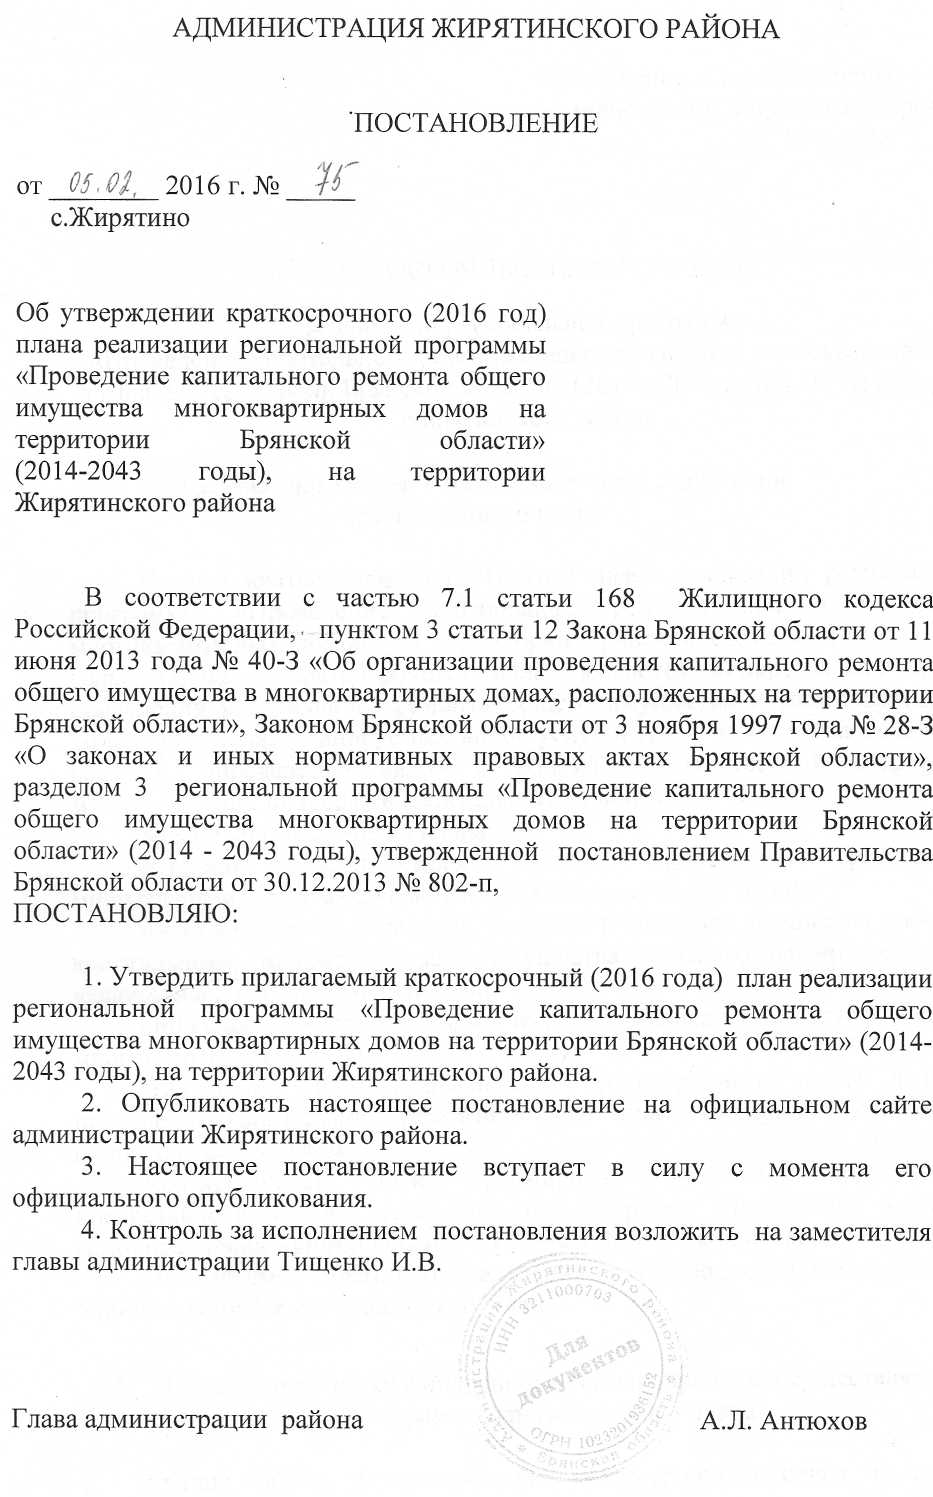 АДМИНИСТРАЦИЯ ЖИРЯТИНСКОГО РАЙОНА
ПОСТАНОВЛЕНИЕ
от 05.02. 2016 г. № 75
с.Жирятино
Об утверждении краткосрочного (2016 год)
плана реализации региональной программы
«Проведение капитального ремонта общего
имущества многоквартирных домов на
территории Брянской области»
(2014-2043 годы), на территории
Жирятинского района
В соответствии с частью 7.1 статьи 168 Жилищного кодекса
Российской Федерации, пунктом 3 статьи 12 Закона Брянской области от 11
июня 2013 года № 40-З «Об организации проведения капитального ремонта
общего имущества в многоквартирных домах, расположенных на территории
Брянской области», Законом Брянской области от 3 ноября 1997 года № 28-З
«О законах и иных нормативных правовых актах Брянской области»,
разделом 3 региональной программы «Проведение капитального ремонта
общего имущества многоквартирных домов на территории Брянской
области» (2014 - 2043 годы), утвержденной постановлением Правительства
Брянской области от 30.12.2013 № 802-п,
ПОСТАНОВЛЯЮ:
1. Утвердить прилагаемый краткосрочный (2016 года) план реализации
региональной программы «Проведение капитального ремонта общего
имущества многоквартирных домов на территории Брянской области» (2014-
2043 годы), на территории Жирятинского района.
2. Опубликовать настоящее постановление на официальном сайте
администрации Жирятинского района.
3. Настоящее постановление вступает в силу с момента его
официального опубликования.
4. Контроль за исполнением постановления возложить на заместителя
главы администрации Тищенко И.В.
Жирятинского района
ИНН 3211000703
Для
документов
ОГРН 1023201936152
Брянская область
Глава администрации района А.Л. Антюхов